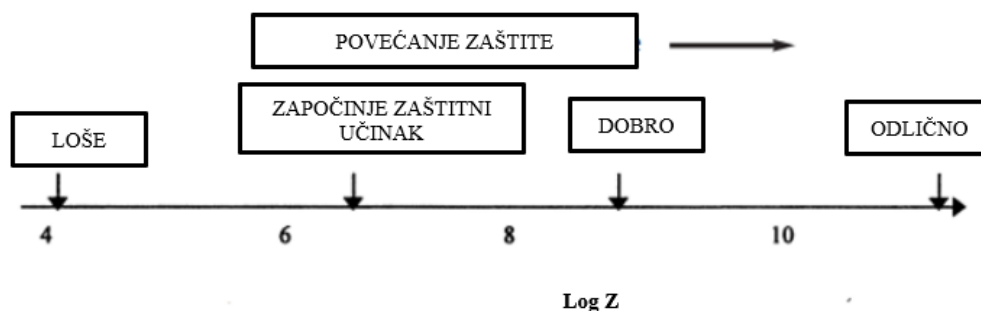 POVEĆANJE ZAŠTITE
ZAPOČINJE ZAŠTITNI
UČINAK
LOŠE
DOBRO
ODLIČNO
4
6
8
10
Log Z